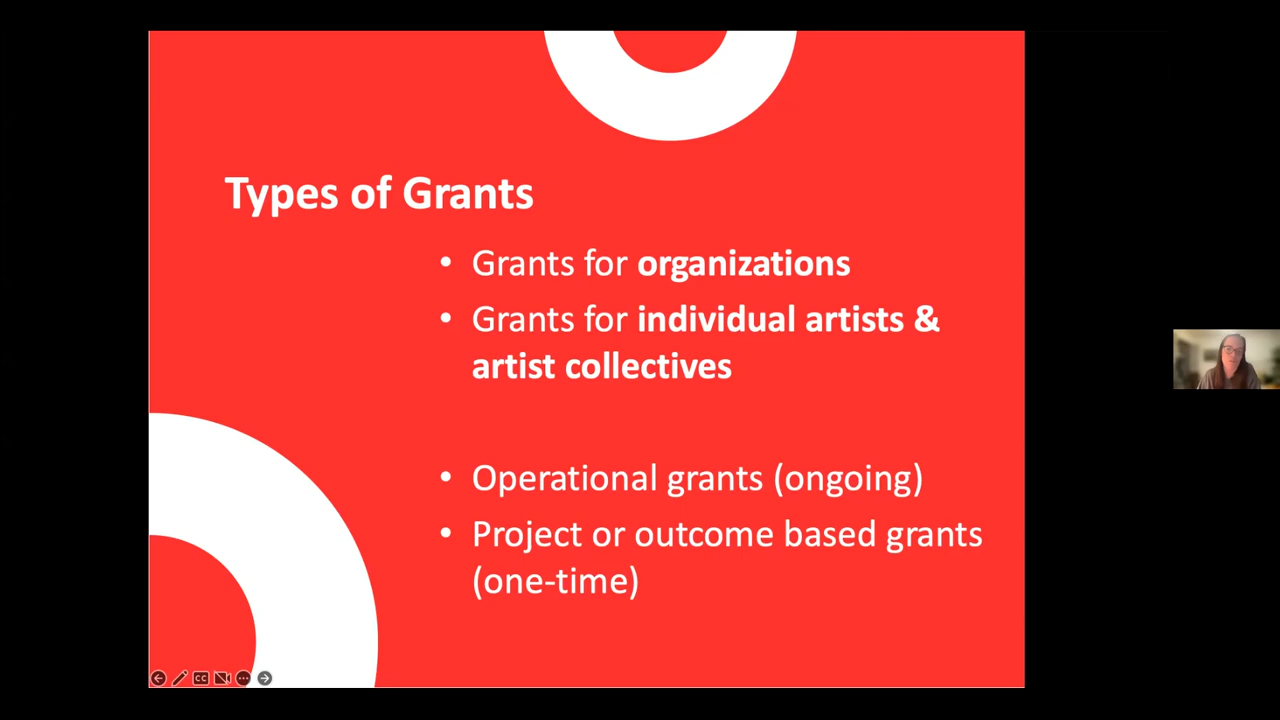 Types of Grants
• Grants for organizations
• Grants for individual artists &
artist collectives
• Operational grants (ongoing)
• Project or outcome based grants
(one-time)
CC